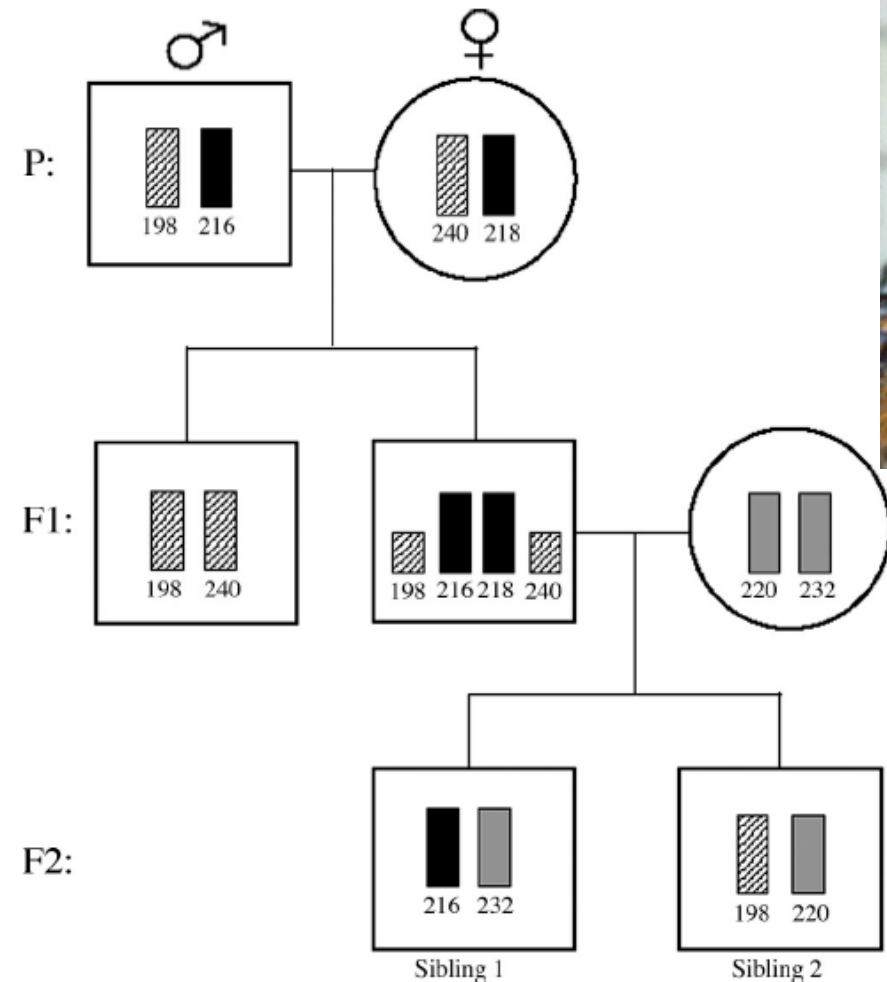 ♂ ♀
P:
198 216 240 218
F1:
198 240 198 216 218 240 220 232
F2:
216 232 198 220
Sibling 1 Sibling 2